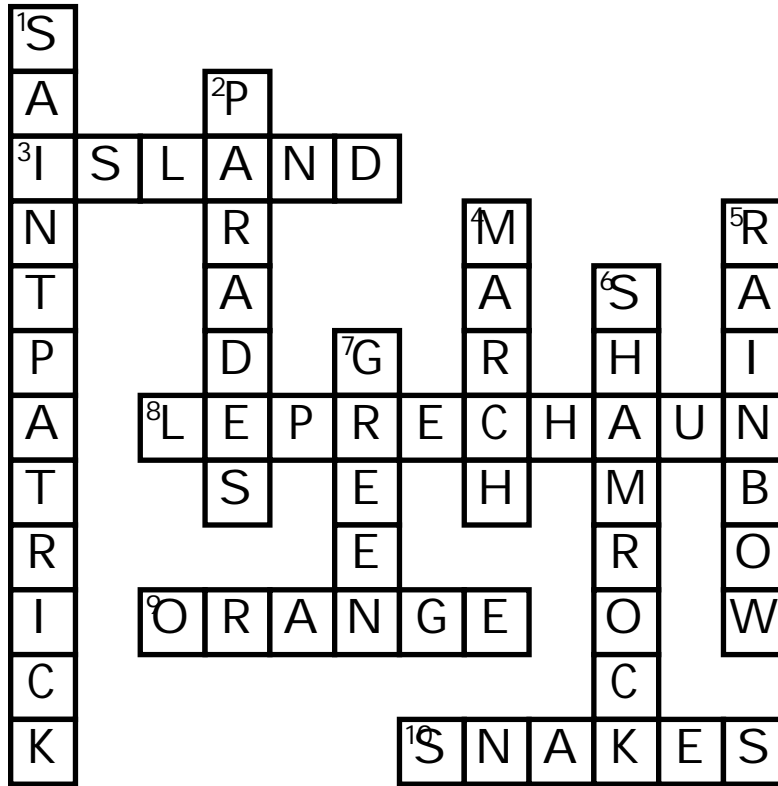 1S
A 2P
3I S L A N D
N R 4M 5R
T A A 6S A
P D 7G R H I
A 8L E P R E C H A U N
T S E H M B
R E R O
I 9O R A N G E O W
C C
K 10S N A K E S